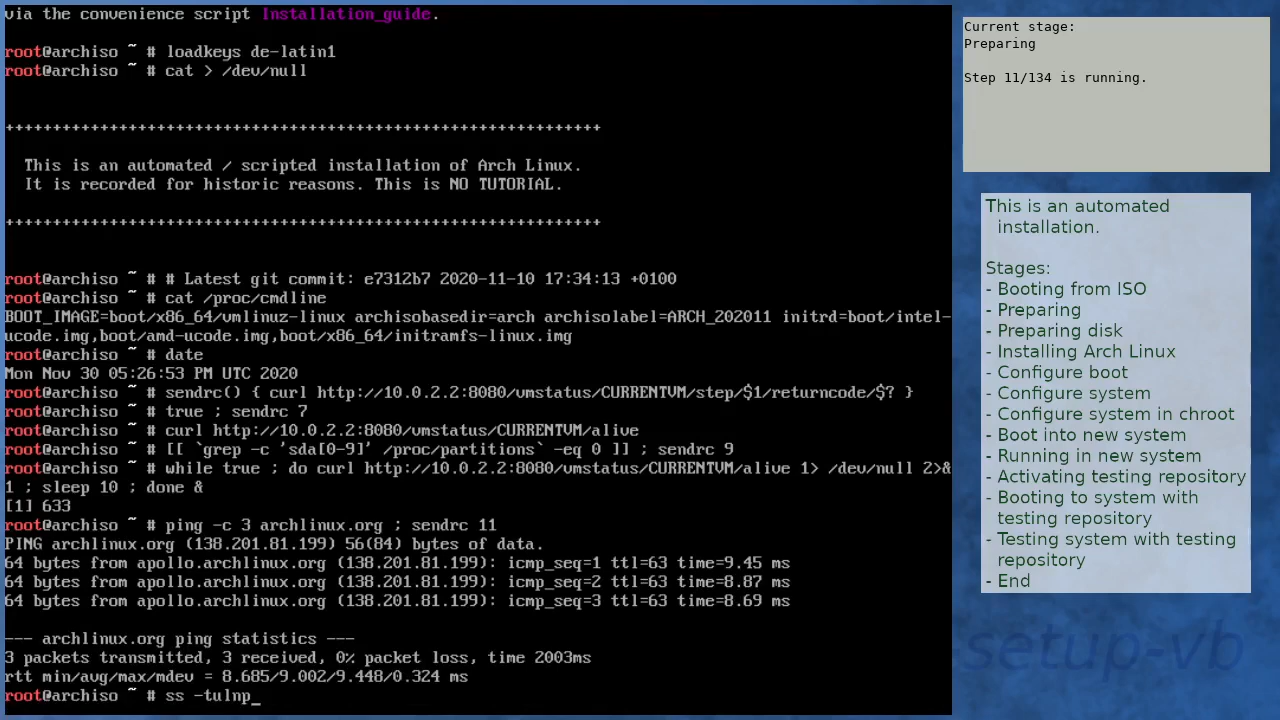 via the convenience script Installation_guide.
root@archiso ~ # loadkeys de-latin1
root@archiso ~ # cat > /dev/null
++++++++++++++++++++++++++++++++++++++++++++++++++++++++++++++++
This is an automated / scripted installation of Arch Linux.
It is recorded for historic reasons. This is NO TUTORIAL.
++++++++++++++++++++++++++++++++++++++++++++++++++++++++++++++++
root@archiso ~ # # Latest git commit: e7312b7 2020-11-10 17:34:13 +0100
root@archiso ~ # cat /proc/cmdline
BOOT_IMAGE=boot/x86_64/vmlinuz-linux archisobasedir=arch archisolabel=ARCH_202011 initrd=boot/intel-
ucode.img,boot/amd-ucode.img,boot/x86_64/initramfs-linux.img
root@archiso ~ # date
Mon Nov 30 05:26:53 PM UTC 2020
root@archiso ~ # sendrc() { curl http://10.0.2.2:8080/vmstatus/CURRENTVM/step/$1/returncode/$? }
root@archiso ~ # true ; sendrc 7
root@archiso ~ # curl http://10.0.2.2:8080/vmstatus/CURRENTVM/alive
root@archiso ~ # [[ `grep -c 'sda[0-9]' /proc/partitions` -eq 0 ]] ; sendrc 9
root@archiso ~ # while true ; do curl http://10.0.2.2:8080/vmstatus/CURRENTVM/alive 1> /dev/null 2>&
1 ; sleep 10 ; done &
[1] 633
root@archiso ~ # ping -c 3 archlinux.org ; sendrc 11
PING archlinux.org (138.201.81.199) 56(84) bytes of data.
64 bytes from apollo.archlinux.org (138.201.81.199): icmp_seq=1 ttl=63 time=9.45 ms
64 bytes from apollo.archlinux.org (138.201.81.199): icmp_seq=2 ttl=63 time=8.87 ms
64 bytes from apollo.archlinux.org (138.201.81.199): icmp_seq=3 ttl=63 time=8.69 ms
--- archlinux.org ping statistics ---
3 packets transmitted, 3 received, 0% packet loss, time 2003ms
rtt min/avg/max/mdev = 8.685/9.002/9.448/0.324 ms
root@archiso ~ # ss -tulnp_
Current stage:
Preparing
Step 11/134 is running.
This is an automated
installation.
Stages:
- Booting from ISO
- Preparing
- Preparing disk
- Installing Arch Linux
- Configure boot
- Configure system
- Configure system in chroot
- Boot into new system
- Running in new system
- Activating testing repository
- Booting to system with
testing repository
- Testing system with testing
repository
- End
setup-vb